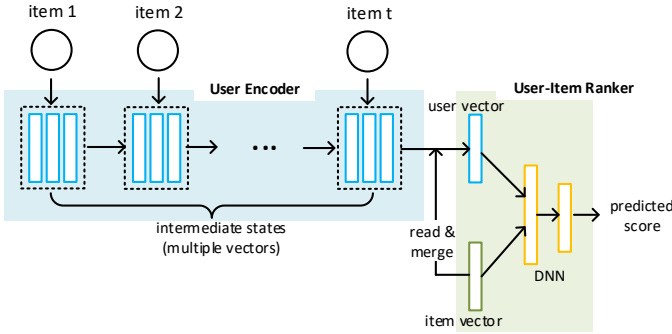 item 1
item 2
item t
User Encoder
User-Item Ranker
user vector
...
intermediate states
(multiple vectors)
read &
merge
predicted
score
DNN
item vector